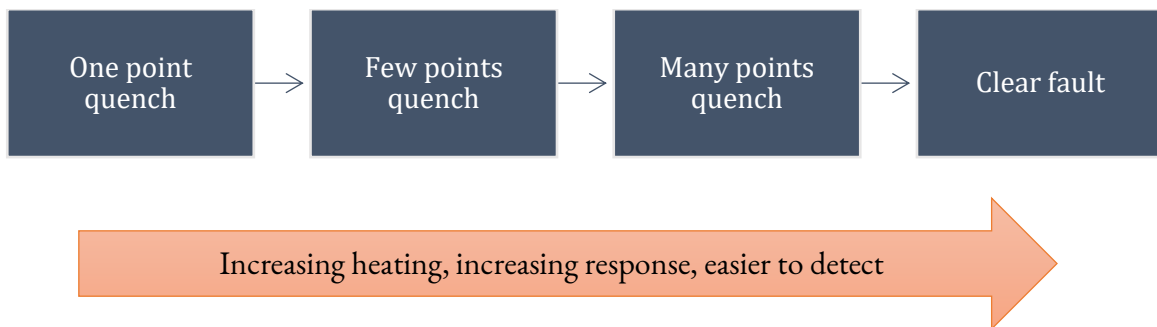 One point
quench
Few points
quench
Many points
quench
Clear fault
Increasing heating, increasing response, easier to detect